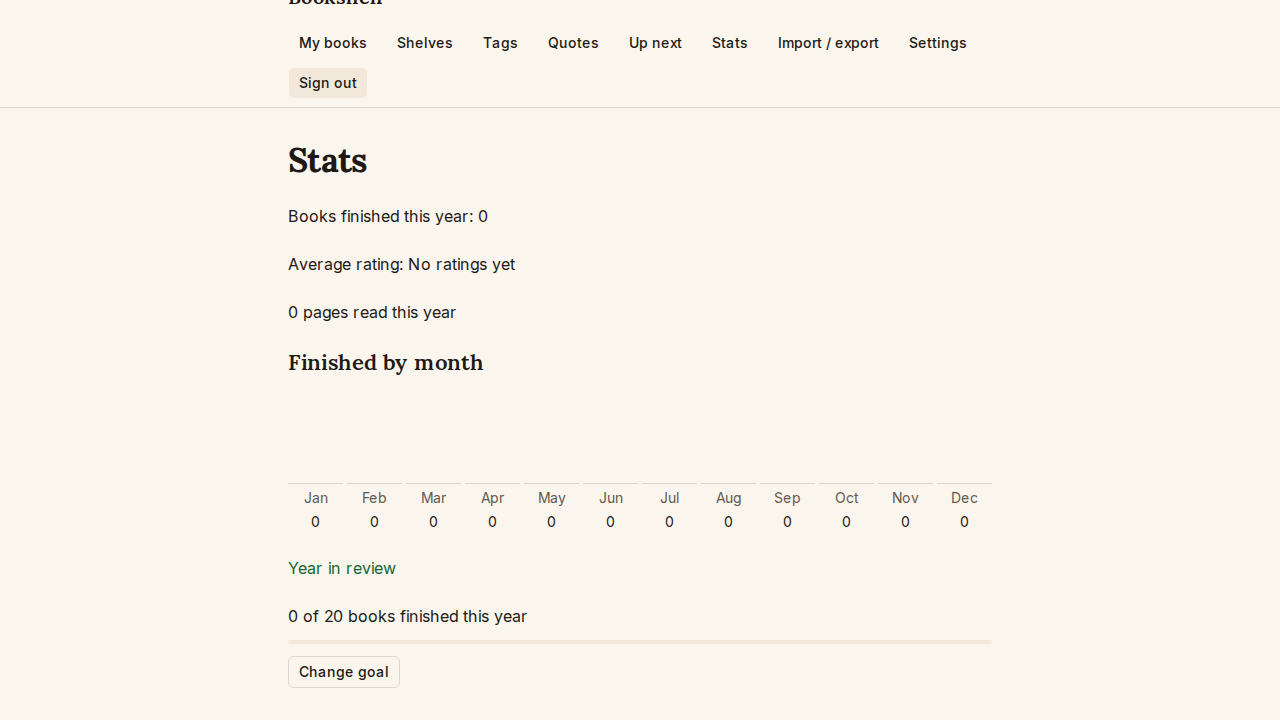 My books Shelves Tags Quotes Up next Stats Import / export Settings
Sign out
Stats
Books finished this year: 0
Average rating: No ratings yet
0 pages read this year
Finished by month
Jan Feb Mar Apr May Jun Jul Aug Sep Oct Nov Dec
0 0 0 0 0 0 0 0 0 0 0 0
Year in review
0 of 20 books finished this year
Change goal